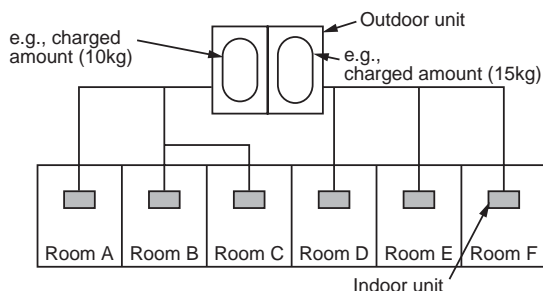 Outdoor unit
e.g., charged
amount (10kg)
e.g.,
charged amount (15kg)
Room A
Room B
Room C
Room D
Room E
Room F
Indoor unit